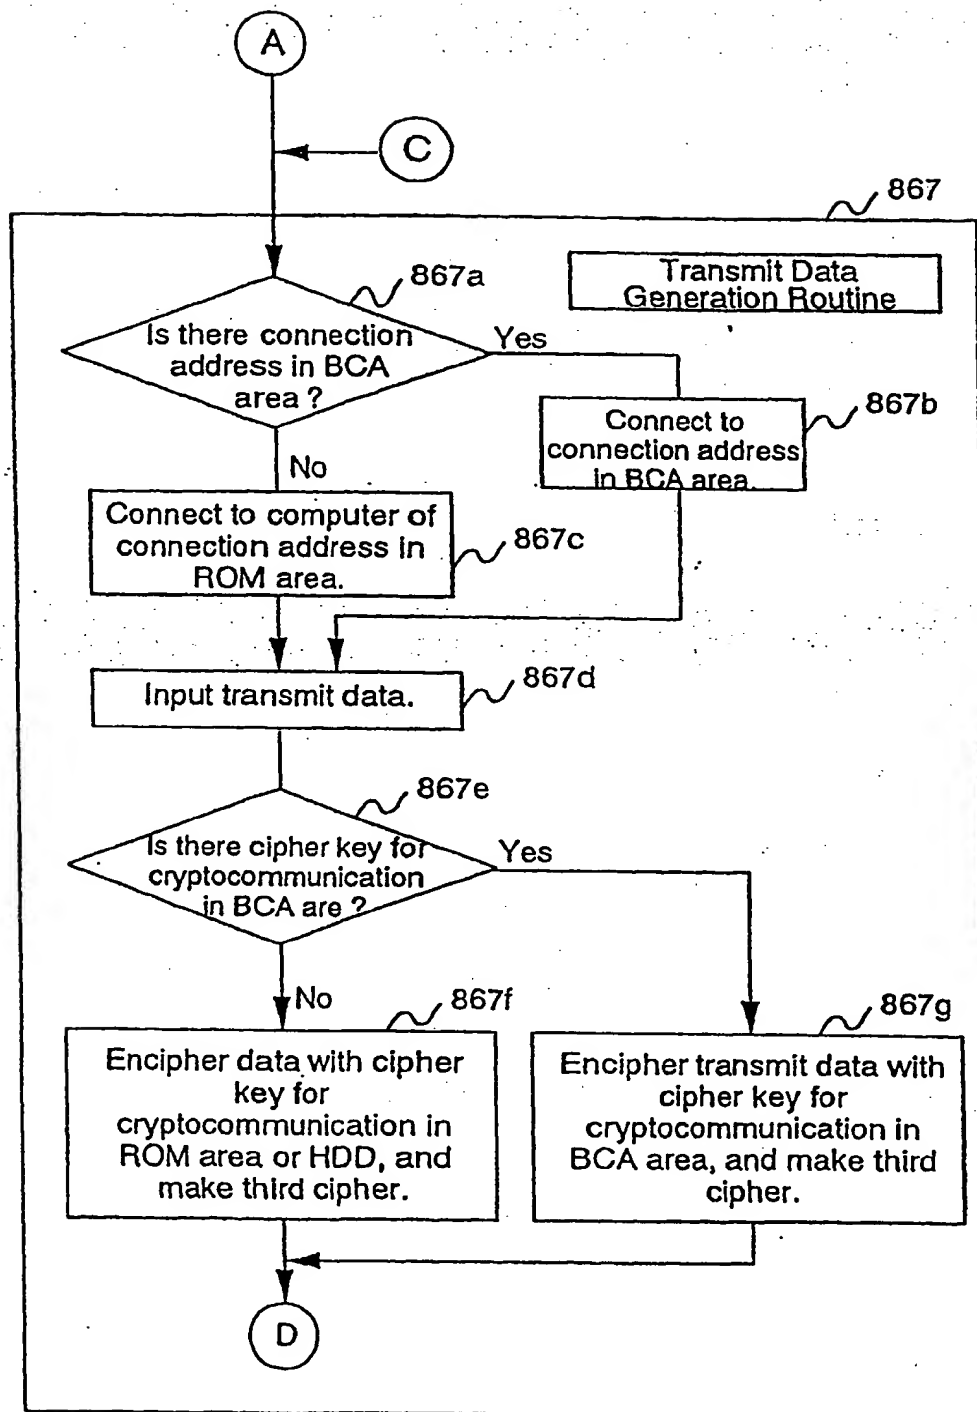 A
C
867
Transmit Data
Generation Routine
867a
Is there connection
address in BCA
area ?
Yes
No
867b
Connect to
connection address
in BCA area.
Connect to computer of
connection address in
ROM area.
867c
Input transmit data.
867d
867e
Is there cipher key for
cryptocommunication
in BCA are ?
Yes
No
867f
Encipher data with cipher
key for
cryptocommunication in
ROM area or HDD, and
make third cipher.
867g
Encipher transmit data with
cipher key for
cryptocommunication in
BCA area, and make third
cipher.
D